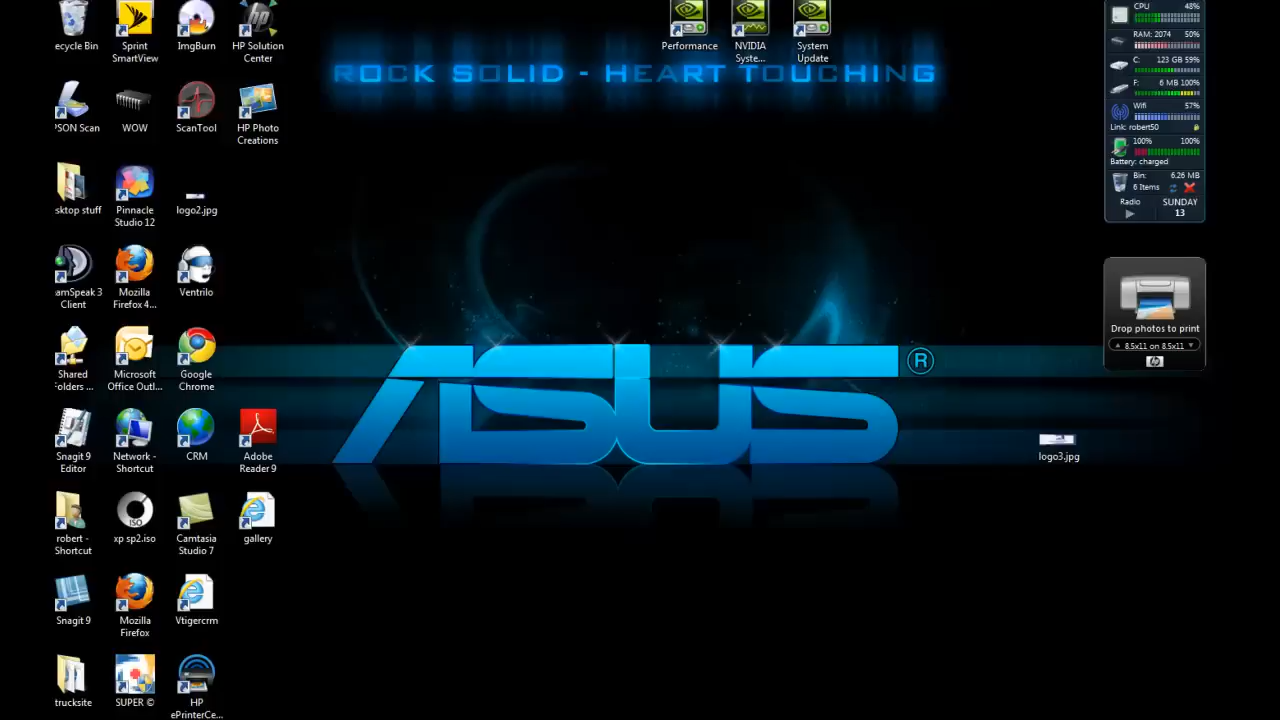 ecycle Bin
Sprint
SmartView
ImgBurn
HP Solution
Center
Performance
NVIDIA
Syste...
System
Update
ROCK SOLID - HEART TOUCHING
CPU 48%
RAM: 2074 50%
C: 123 GB 59%
F: 6 MB 100%
Wifi 57%
Link: robert50
100% 100%
Battery: charged
Bin: 6.26 MB
6 Items
Radio
SUNDAY
13
PSON Scan
WOW
ScanTool
HP Photo
Creations
sktop stuff
Pinnacle
Studio 12
logo2.jpg
amSpeak 3
Client
Mozilla
Firefox 4...
Ventrilo
Drop photos to print
8.5x11 on 8.5x11
hp
Shared
Folders ...
Microsoft
Office Outl...
Google
Chrome
ASUS ®
logo3.jpg
Snagit 9
Editor
Network -
Shortcut
CRM
Adobe
Reader 9
robert -
Shortcut
ISO
xp sp2.iso
Camtasia
Studio 7
gallery
Snagit 9
Mozilla
Firefox
Vtigercrm
trucksite
SUPER ©
HP
ePrinterCe...